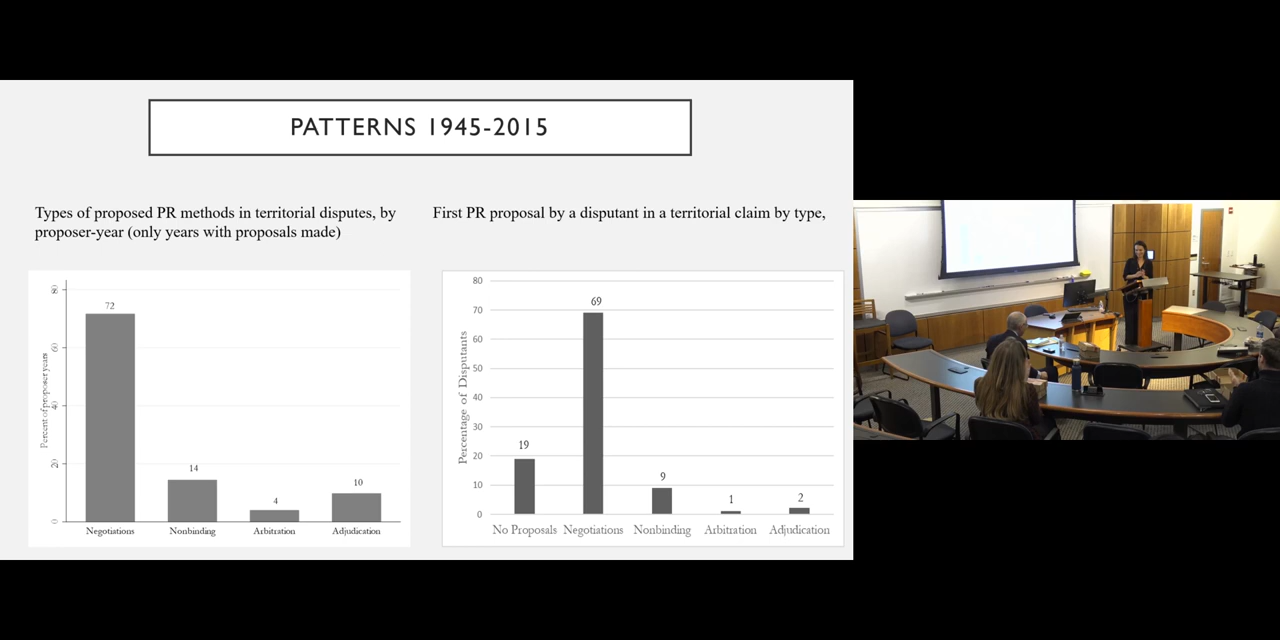 PATTERNS 1945-2015
Types of proposed PR methods in territorial disputes, by
proposer-year (only years with proposals made)
First PR proposal by a disputant in a territorial claim by type,
Percent of proposer years
80
60
40
20
0
72
14
4
10
Negotiations Nonbinding Arbitration Adjudication
Percentage of Disputants
80
70
60
50
40
30
20
10
0
19
69
9
1
2
No Proposals Negotiations Nonbinding Arbitration Adjudication